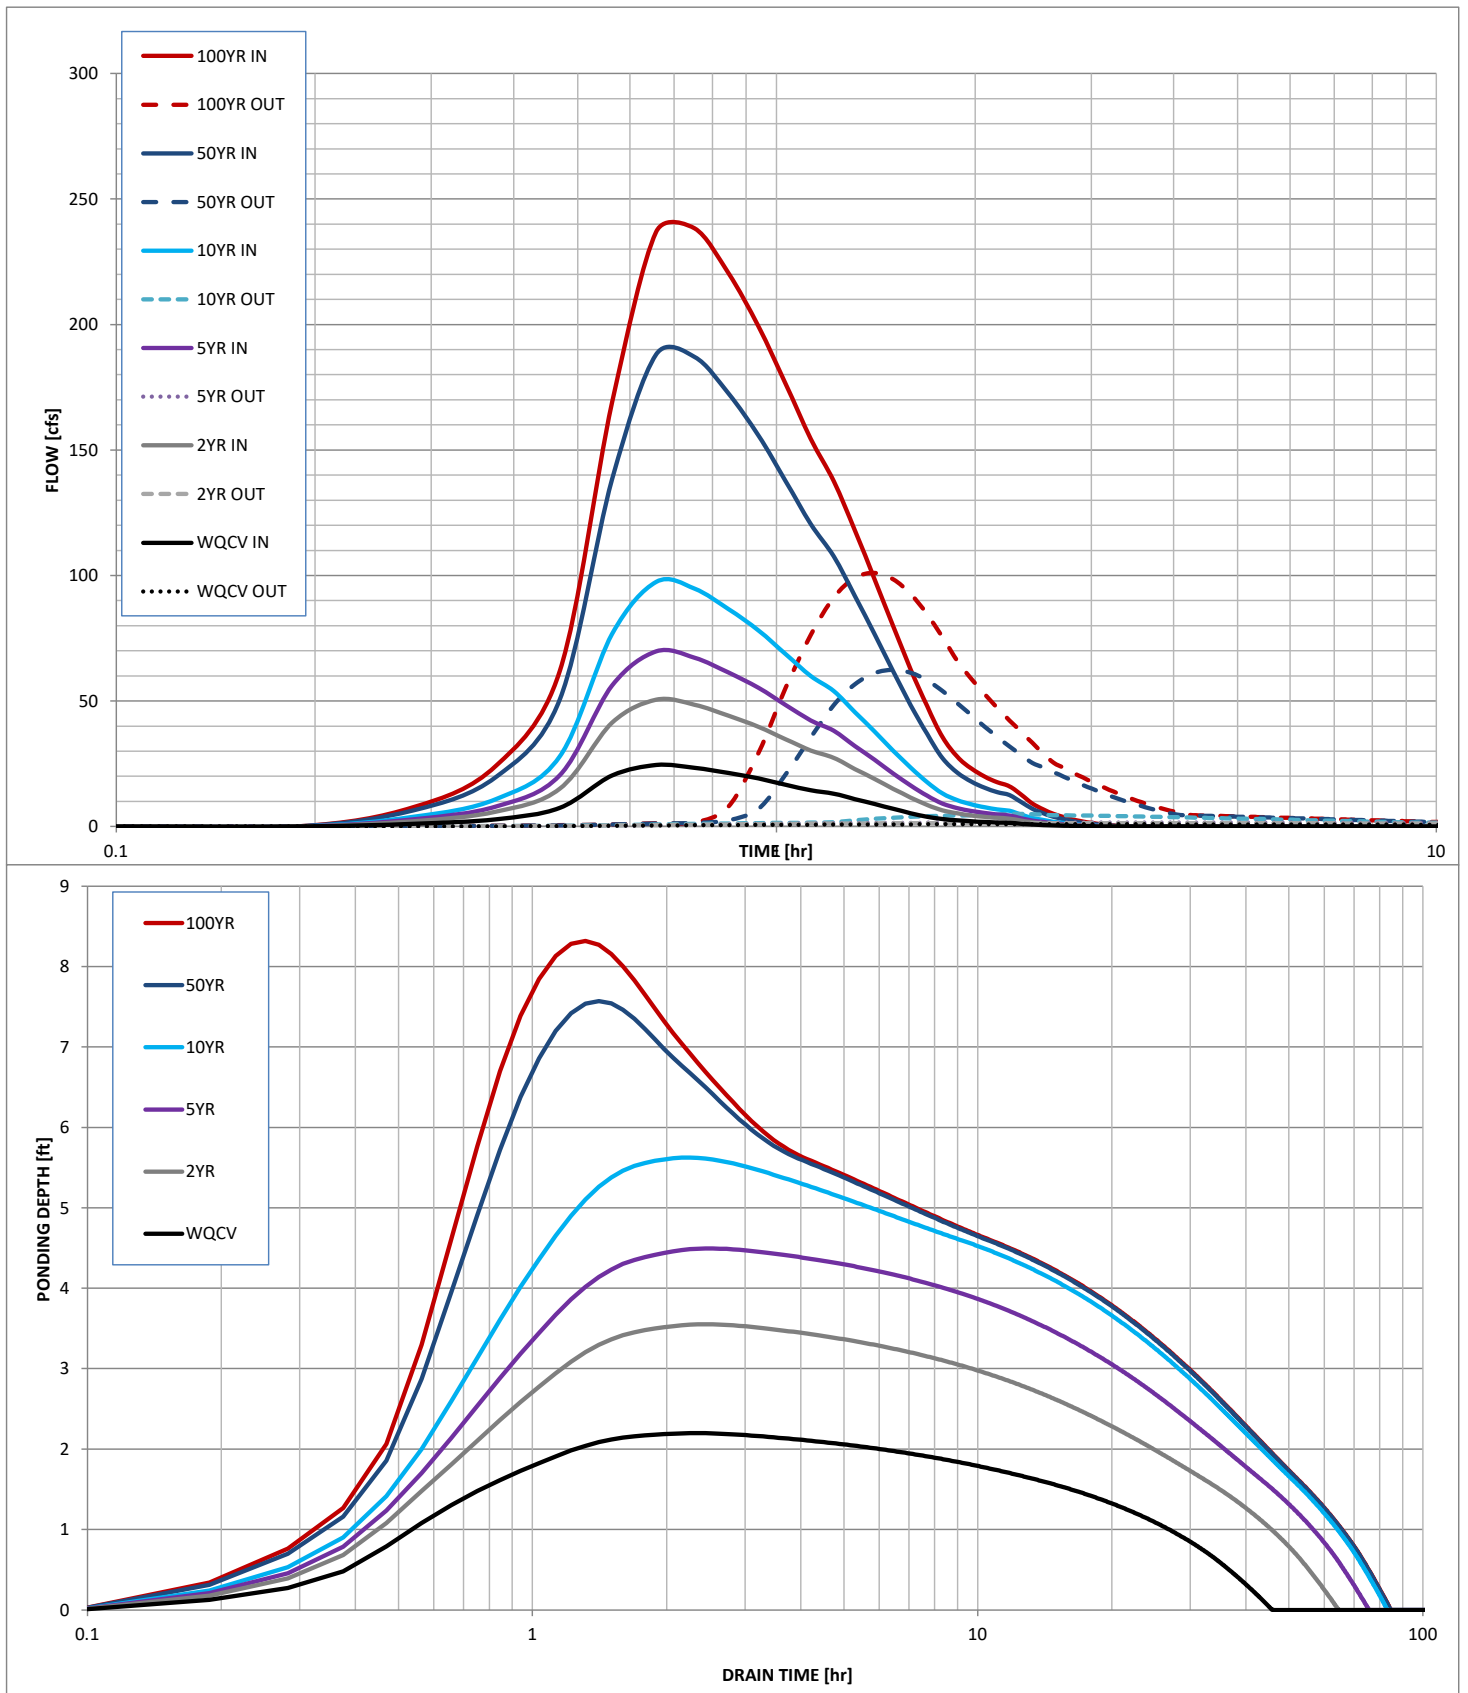 100YR IN
100YR OUT
50YR IN
50YR OUT
10YR IN
10YR OUT
5YR IN
5YR OUT
2YR IN
2YR OUT
WQCV IN
WQCV OUT
300
250
200
150
100
50
0
FLOW [cfs]
0.1
1
10
TIME [hr]
100YR
50YR
10YR
5YR
2YR
WQCV
9
8
7
6
5
4
3
2
1
0
PONDING DEPTH [ft]
0.1
1
10
100
DRAIN TIME [hr]